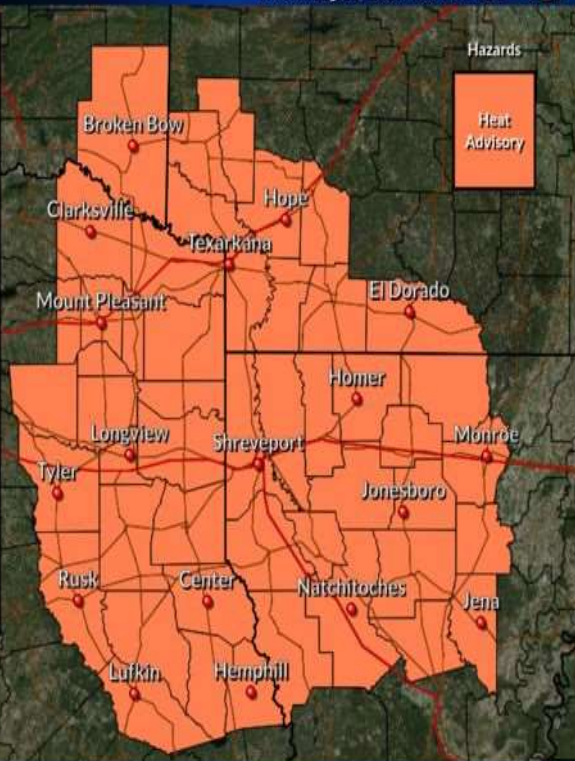 Hazards
Heat
Advisory
Broken Bow
Hope
Clarksville
Texarkana
Mount Pleasant
El Dorado
Homer
Longview
Shreveport
Monroe
Tyler
Jonesboro
Rusk
Center
Natchitoches
Jena
Lufkin
Hemphill